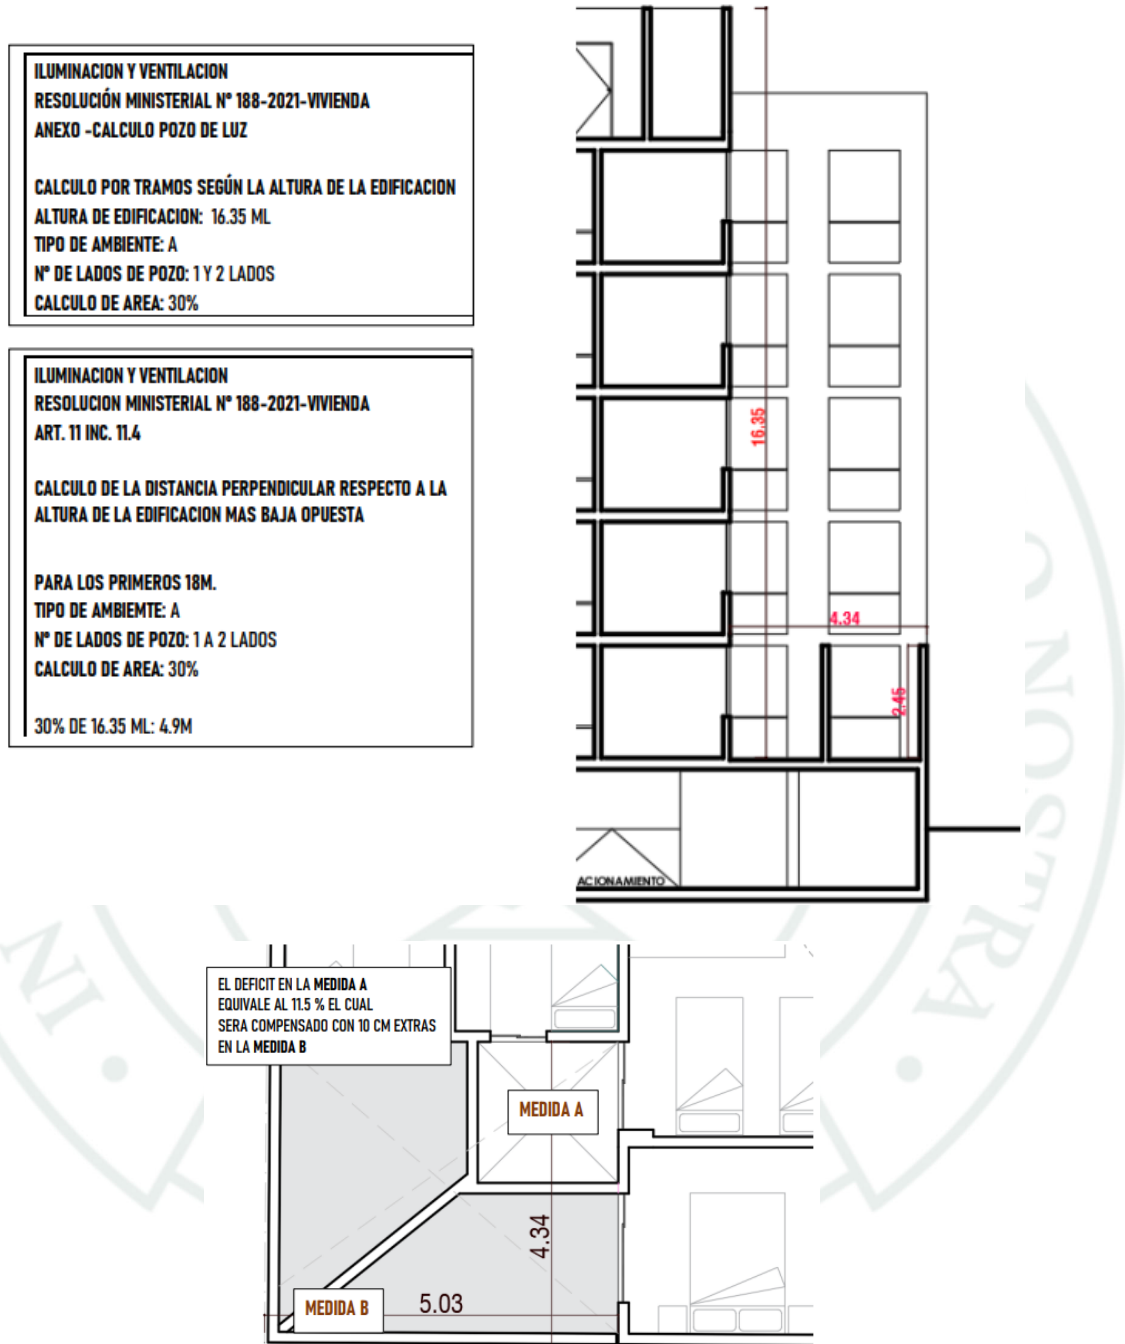 ILUMINACION Y VENTILACION
RESOLUCIÓN MINISTERIAL Nº 188-2021-VIVIENDA
ANEXO -CALCULO POZO DE LUZ
CALCULO POR TRAMOS SEGÚN LA ALTURA DE LA EDIFICACION
ALTURA DE EDIFICACION: 16.35 ML
TIPO DE AMBIENTE: A
Nº DE LADOS DE POZO: 1 Y 2 LADOS
CALCULO DE AREA: 30%
ILUMINACION Y VENTILACION
RESOLUCION MINISTERIAL Nº 188-2021-VIVIENDA
ART. 11 INC. 11.4
CALCULO DE LA DISTANCIA PERPENDICULAR RESPECTO A LA
ALTURA DE LA EDIFICACION MAS BAJA OPUESTA
PARA LOS PRIMEROS 18M.
TIPO DE AMBIEMTE: A
Nº DE LADOS DE POZO: 1 A 2 LADOS
CALCULO DE AREA: 30%
30% DE 16.35 ML: 4.9M
16.35
4.34
2.45
ACIONAMIENTO
EL DEFICIT EN LA MEDIDA A
EQUIVALE AL 11.5 % EL CUAL
SERA COMPENSADO CON 10 CM EXTRAS
EN LA MEDIDA B
MEDIDA A
4.34
MEDIDA B
5.03
IN
O NOSTRA